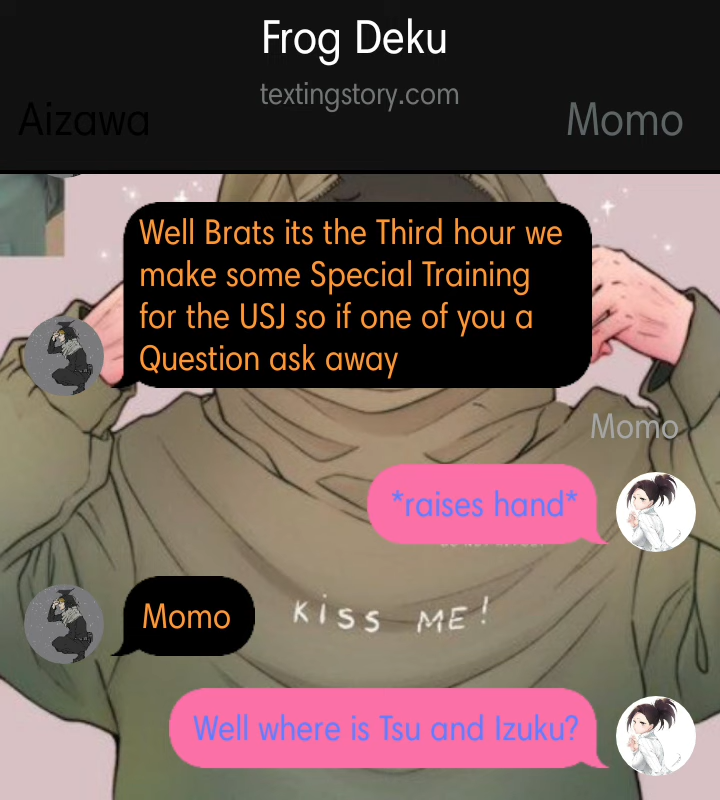 Frog Deku
textingstory.com
Aizawa
Momo
Well Brats its the Third hour we
make some Special Training
for the USJ so if one of you a
Question ask away
Momo
*raises hand*
Momo
KISS ME!
Well where is Tsu and Izuku?